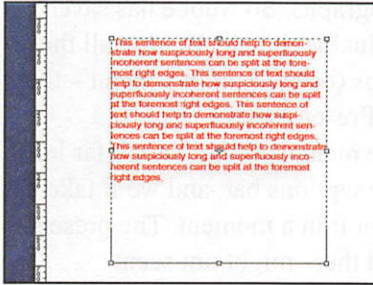 This sentence of text should help to demon-
strate how suspiciously long and superfluously
incoherent sentences can be split at the fore-
most right edges. This sentence of text should
help to demonstrate how suspiciously long and
superfluously incoherent sentences can be split
at the foremost right edges. This sentence of
text should help to demonstrate how suspi-
ciously long and superfluously incoherent sen-
tences can be split at the foremost right edges.
This sentence of text should help to demonstrate
how suspiciously long and superfluously inco-
herent sentences can be split at the foremost
right edges.